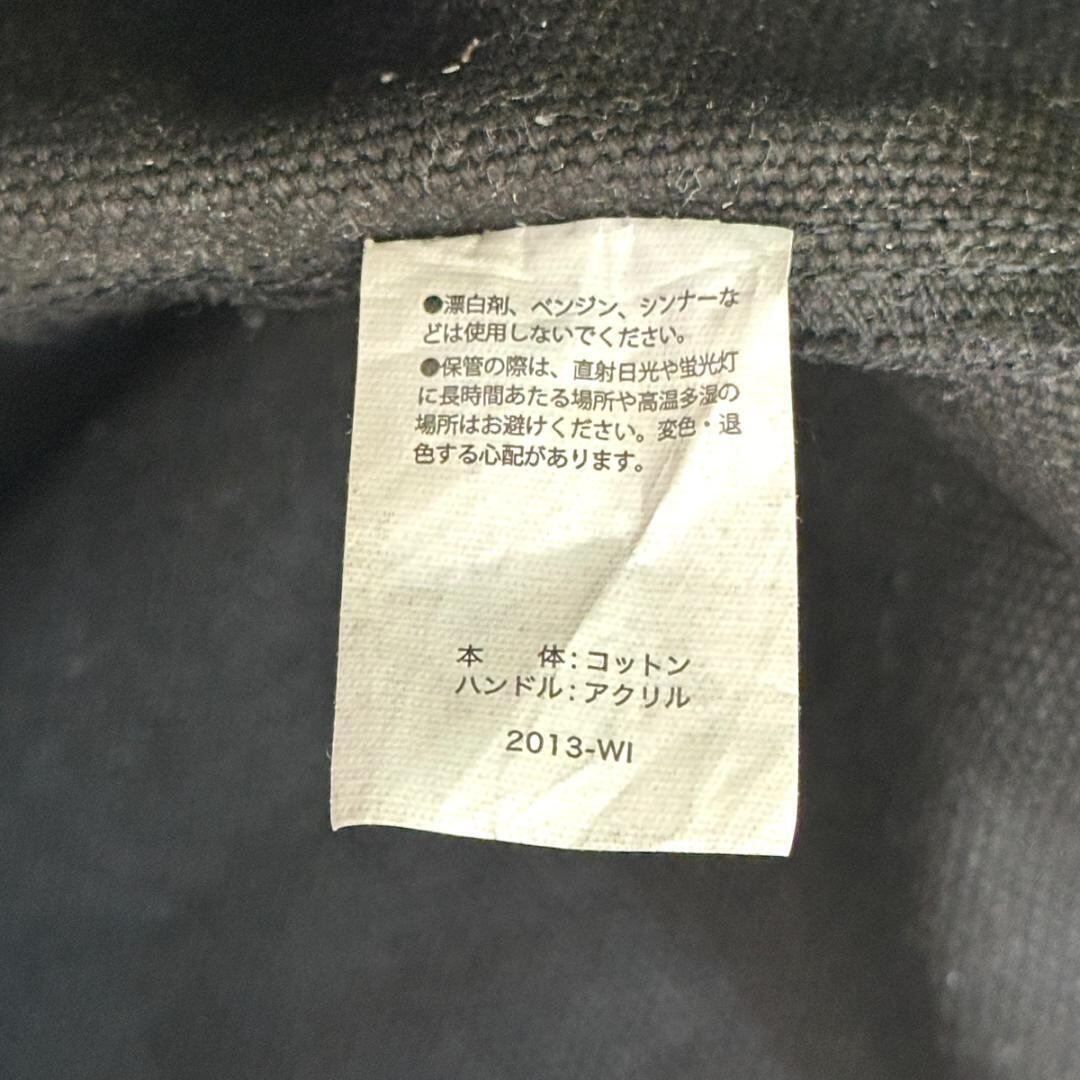 ●漂白剤、ベンジン、シンナーな
どは使用しないでください。
●保管の際は、直射日光や蛍光灯
に長時間あたる場所や高温多湿の
場所はお避けください。変色・退
色する心配があります。
本　　体：コットン
ハンドル：アクリル
2013-WI